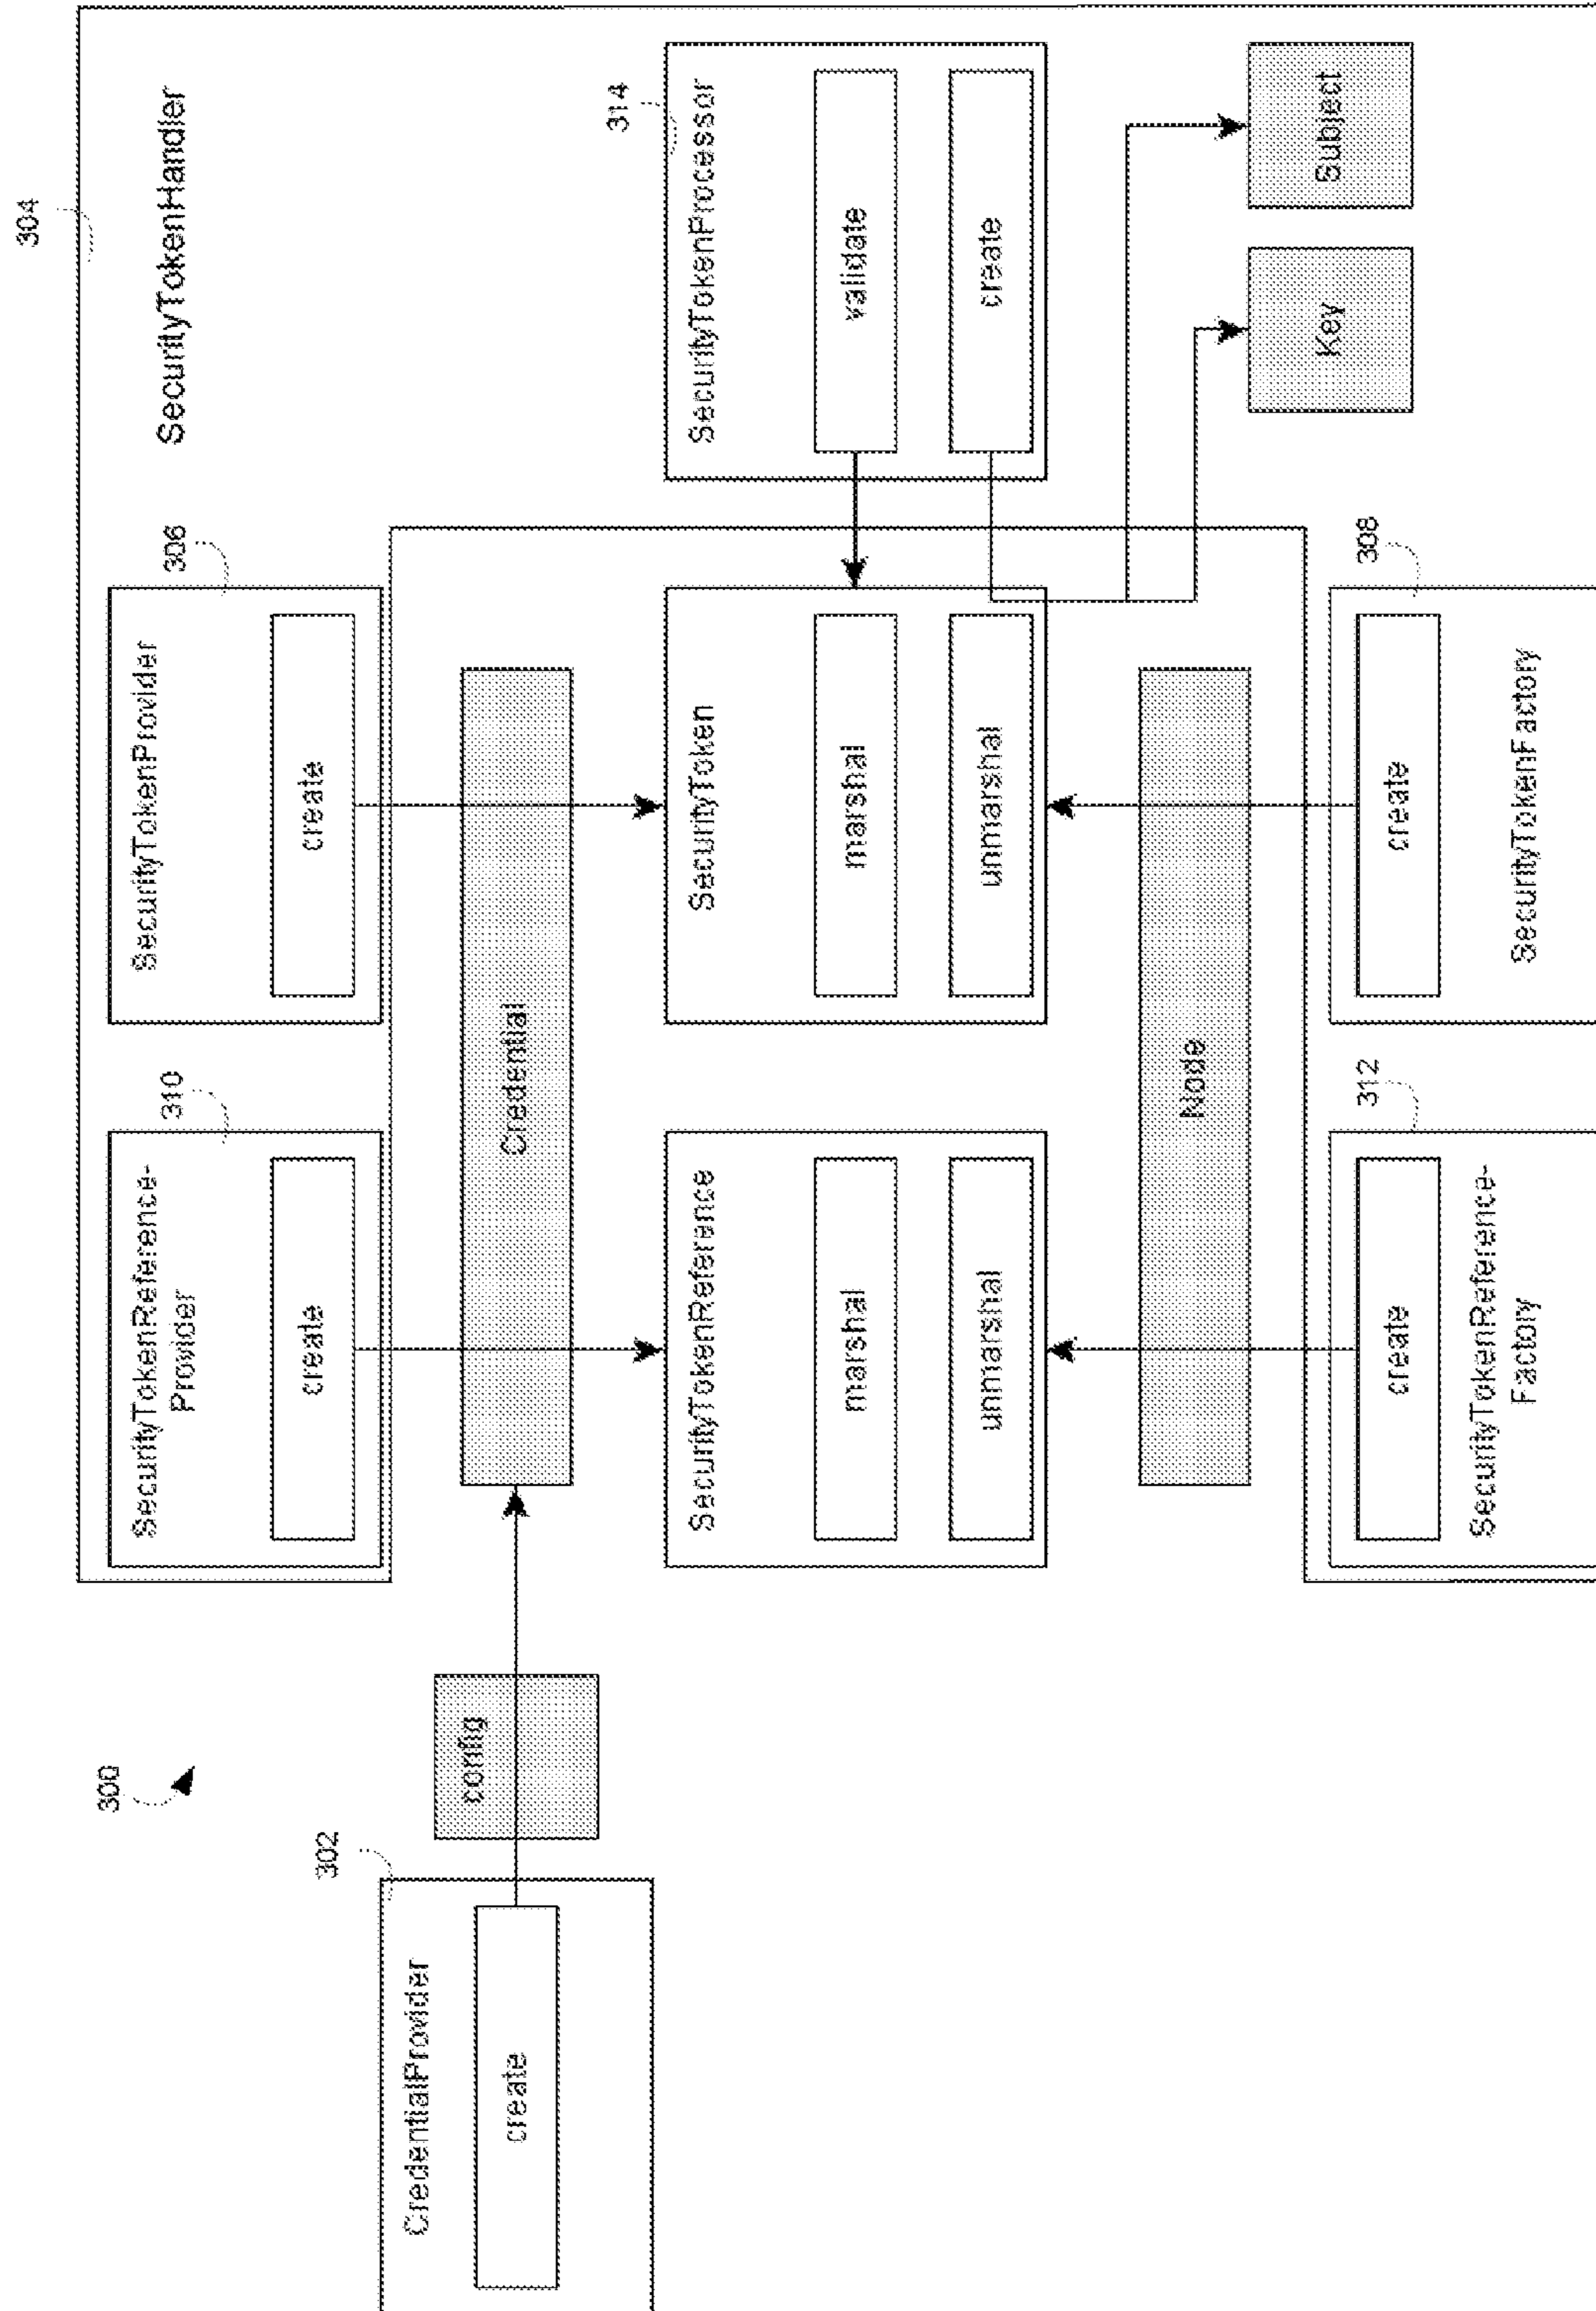 300
304
SecurityTokenHandler
310
SecurityTokenReference-
Provider
create
306
SecurityTokenProvider
create
302
CredentialProvider
create
config
Credential
SecurityTokenReference
marshal
unmarshal
SecurityToken
marshal
unmarshal
314
SecurityTokenProcessor
validate
create
Node
Key
Subject
312
create
SecurityTokenReference-
Factory
308
create
SecurityTokenFactory